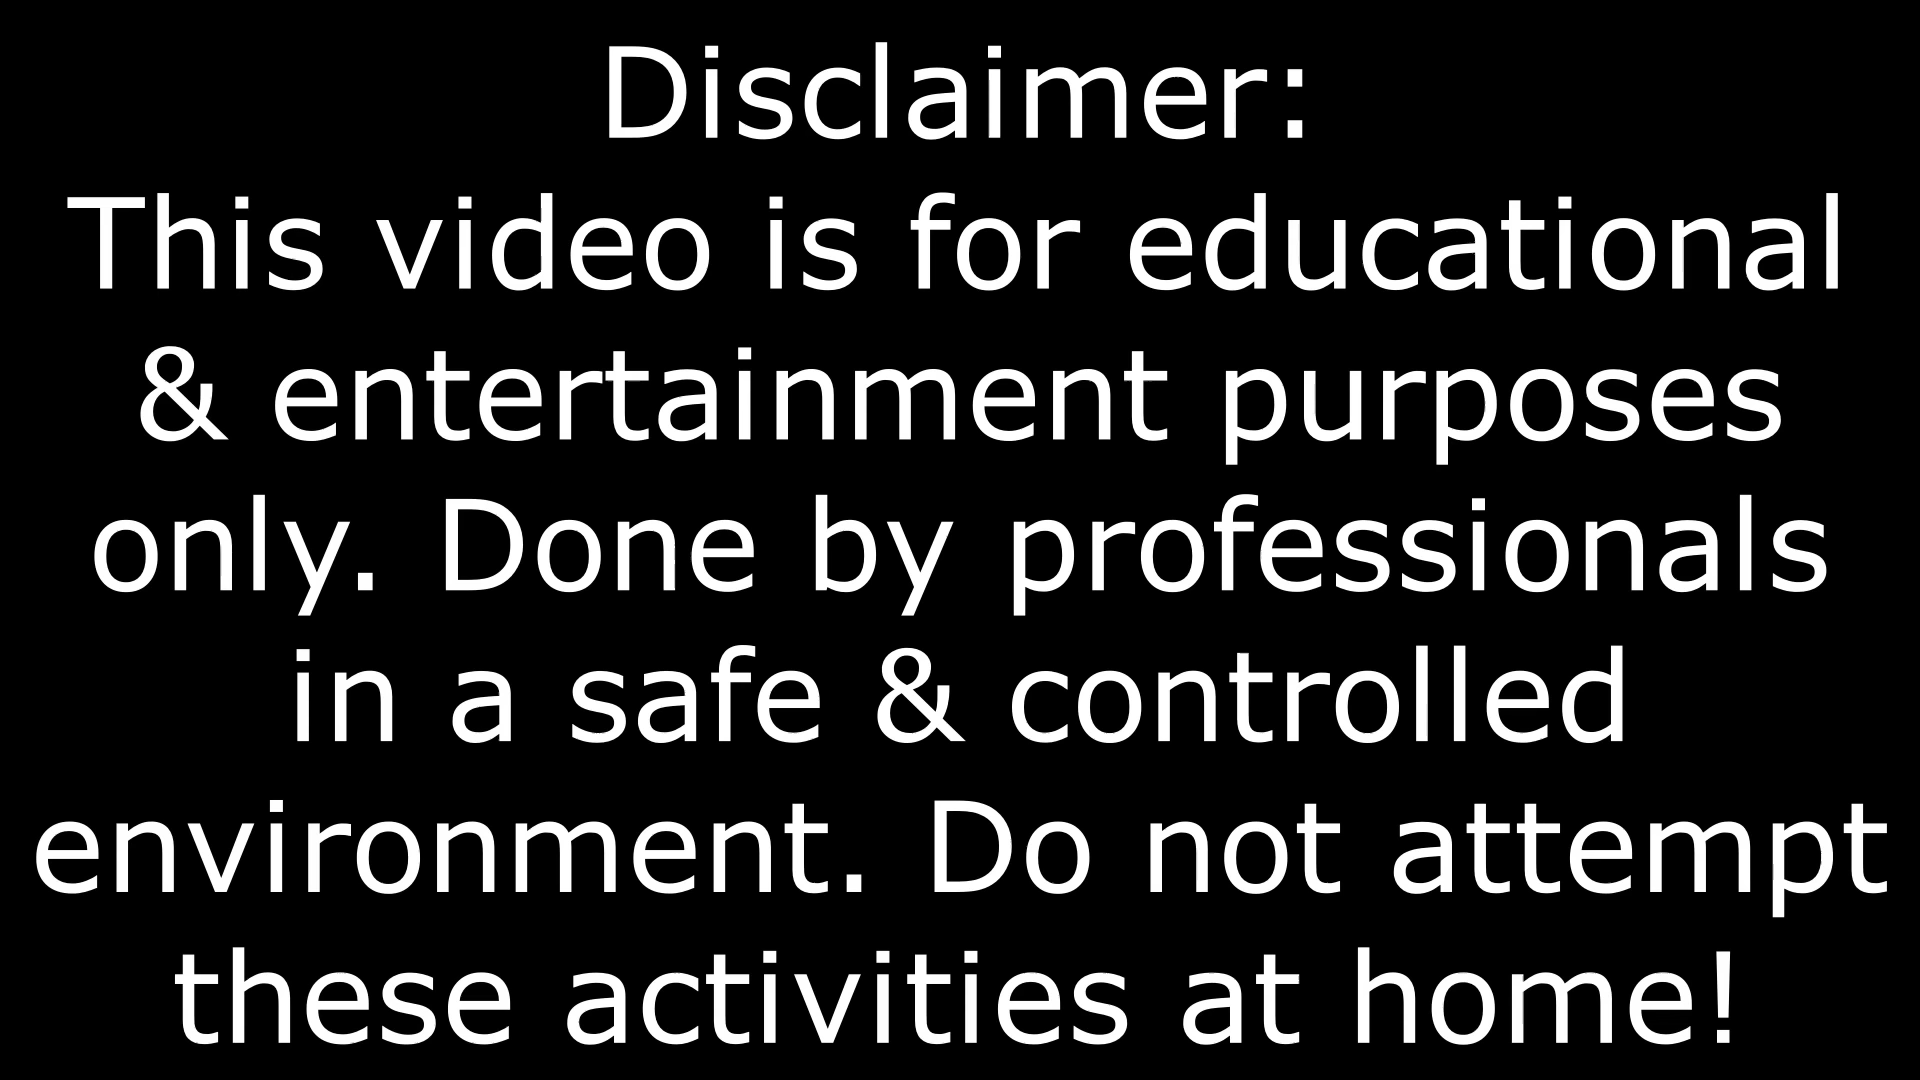 Disclaimer:
This video is for educational
& entertainment purposes
only. Done by professionals
in a safe & controlled
environment. Do not attempt
these activities at home!